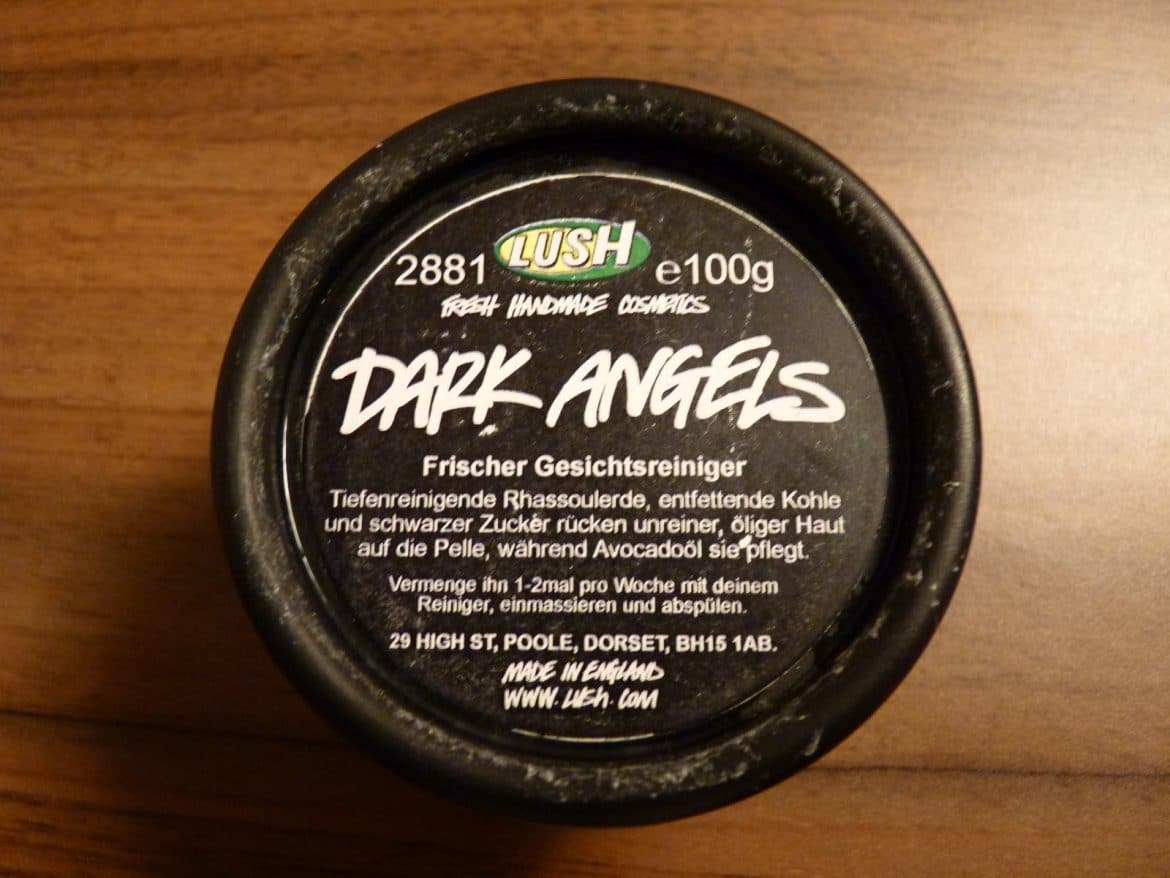 2881 LUSH e100g
FRESH HANDMADE COSMETICS
DARK ANGELS
Frischer Gesichtsreiniger
Tiefenreinigende Rhassoulerde, entfettende Kohle
und schwarzer Zucker rücken unreiner, öliger Haut
auf die Pelle, während Avocadoöl sie pflegt.
Vermenge ihn 1-2mal pro Woche mit deinem
Reiniger, einmassieren und abspülen.
29 HIGH ST, POOLE, DORSET, BH15 1AB.
MADE IN ENGLAND
WWW.LUSH.COM